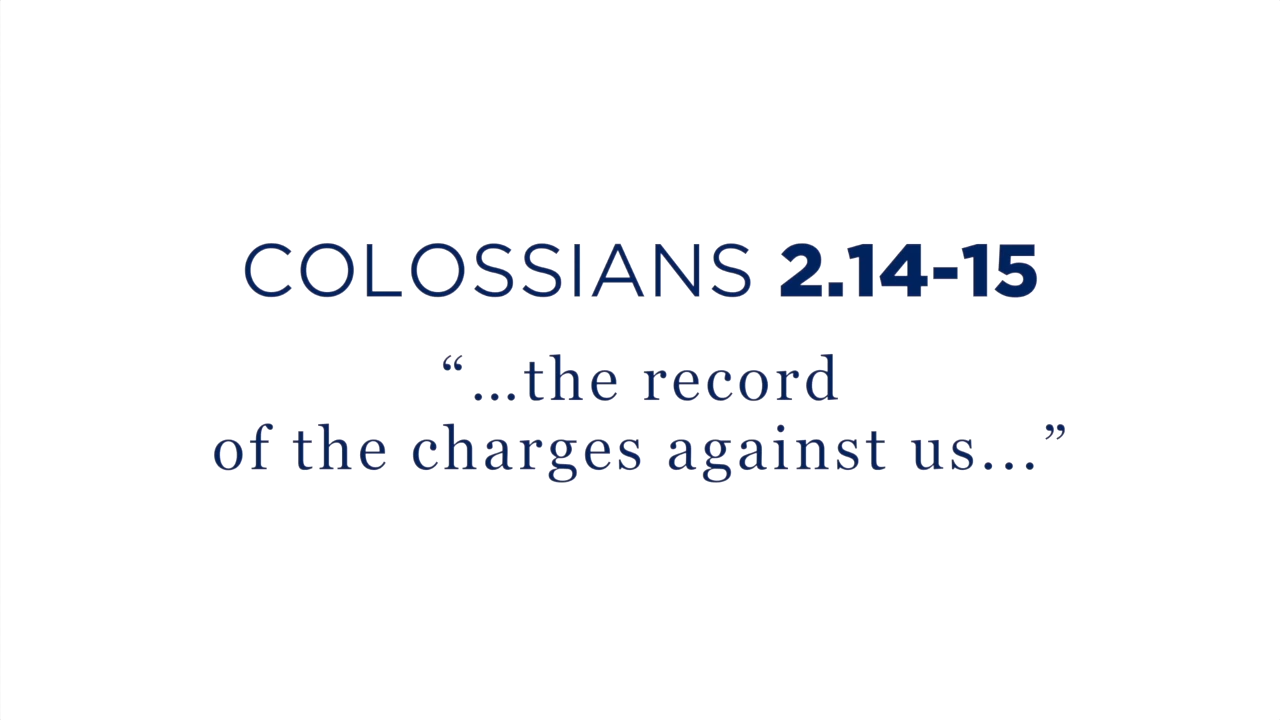 COLOSSIANS 2.14-15
“...the record
of the charges against us...”